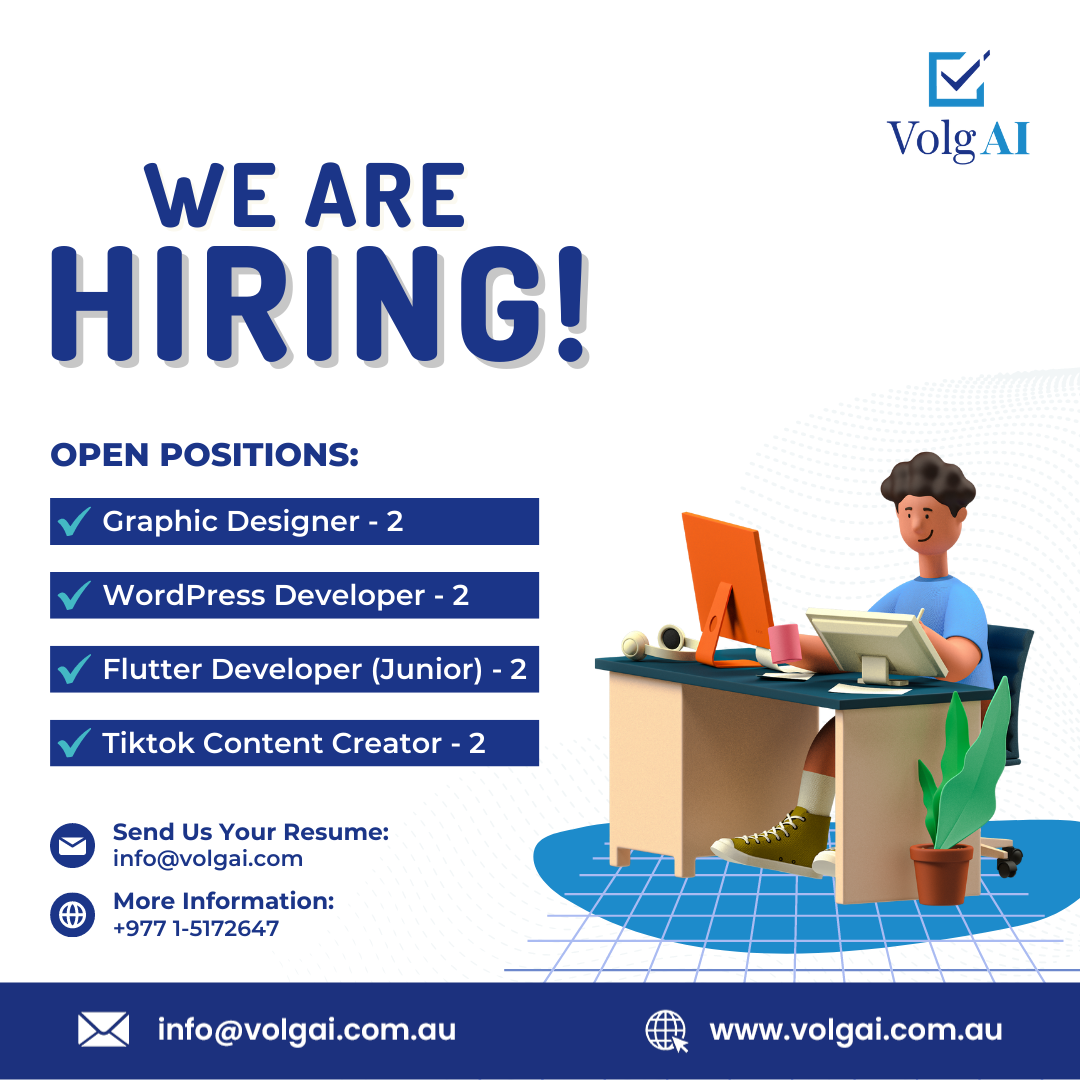 VolgAI
WE ARE
HIRING!
OPEN POSITIONS:
Graphic Designer - 2
WordPress Developer - 2
Flutter Developer (Junior) - 2
Tiktok Content Creator - 2
Send Us Your Resume:
info@volgai.com
More Information:
+977 1-5172647
info@volgai.com.au
www.volgai.com.au